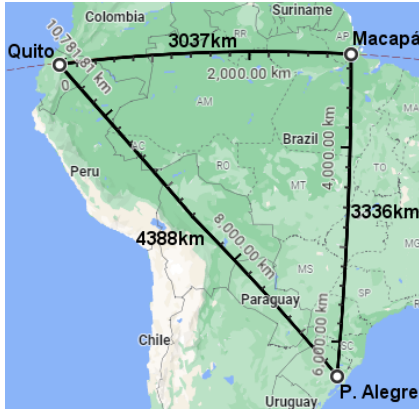 Colombia
Suriname
Quito
10,781.81 km
3037km
RR
AP
Macapá
0
2,000.00 km
AM
MA
Brazil
4,000.00 km
AC
RO
TO
Peru
MT
3336km
4388km
8,000.00 km
MG
MS
Paraguay
SP
6,000.00 km
Chile
SC
P. Alegre
Uruguay